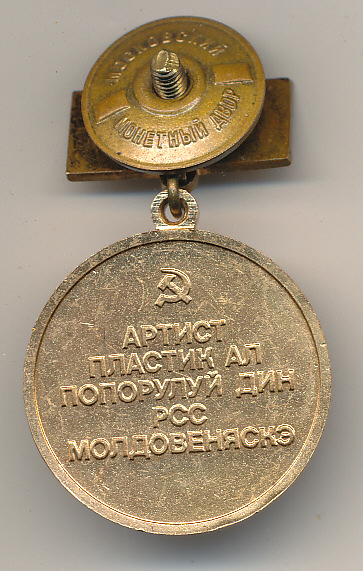 МОСКОВСКИЙ
МОНЕТНЫЙ ДВОР
АРТИСТ
ПЛАСТИК АЛ
ПОПОРУЛУЙ ДИН
РСС
МОЛДОВЕНЯСКЭ